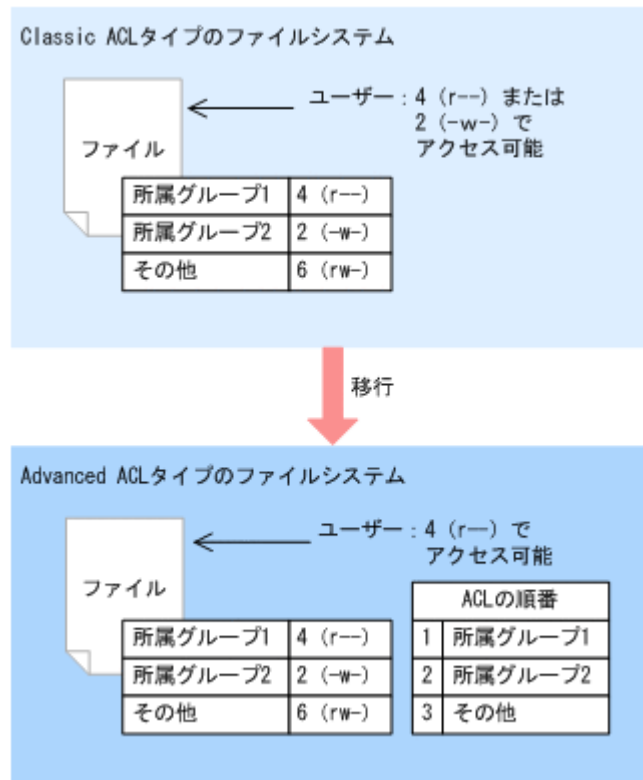 Classic ACLタイプのファイルシステム
ユーザー：4 (r--) または
2 (-w-) で
アクセス可能
ファイル
所属グループ1 4 (r--)
所属グループ2 2 (-w-)
その他 6 (rw-)
移行
Advanced ACLタイプのファイルシステム
ユーザー：4 (r--) で
アクセス可能
ファイル
ACLの順番
所属グループ1 4 (r--) 1 所属グループ1
所属グループ2 2 (-w-) 2 所属グループ2
その他 6 (rw-) 3 その他